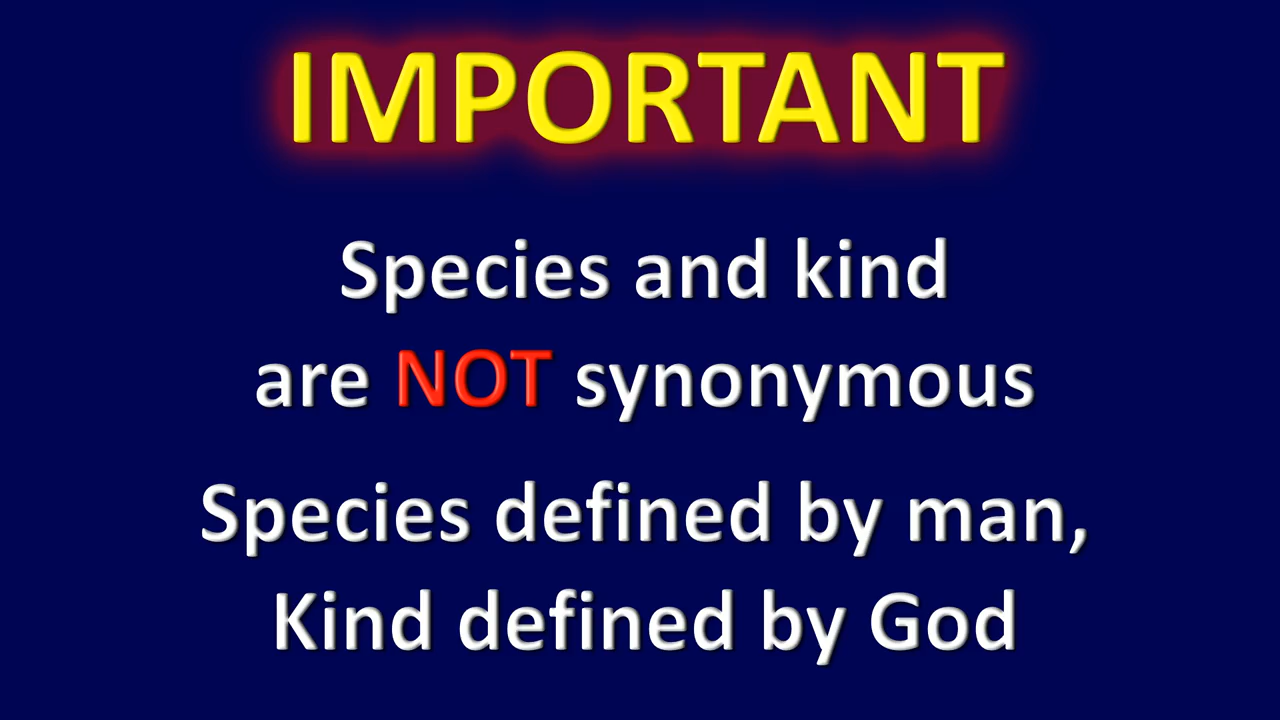 IMPORTANT
Species and kind
are NOT synonymous
Species defined by man,
Kind defined by God